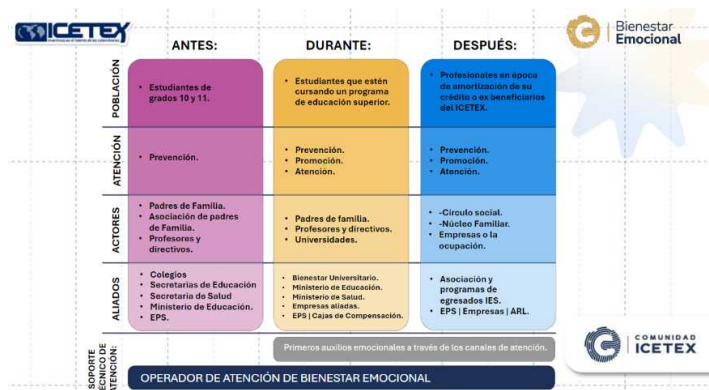 ICETEX
Bienestar
Emocional
ANTES:
DURANTE:
DESPUÉS:
POBLACIÓN
• Estudiantes de
grados 10 y 11.
• Estudiantes que estén
cursando un programa
de educación superior.
• Profesionales en época
de amortización de su
crédito o ex beneficiarios
del ICETEX.
ATENCIÓN
• Prevención.
• Prevención.
• Promoción.
• Atención.
• Prevención.
• Promoción.
• Atención.
ACTORES
• Padres de Familia.
• Asociación de padres
de Familia.
• Profesores y
directivos.
• Padres de familia.
• Profesores y directivos.
• Universidades.
• -Círculo social.
• -Núcleo Familiar.
• Empresas o la
ocupación.
ALIADOS
• Colegios
• Secretarias de Educación
• Secretaria de Salud
• Ministerio de Educación.
• EPS.
• Bienestar Universitario.
• Ministerio de Educación.
• Ministerio de Salud.
• Empresas aliadas.
• EPS | Cajas de Compensación.
• Asociación y
programas de
egresados IES.
• EPS | Empresas | ARL.
SOPORTE
TÉCNICO DE
ATENCIÓN:
Primeros auxilios emocionales a través de los canales de atención.
OPERADOR DE ATENCIÓN DE BIENESTAR EMOCIONAL
COMUNIDAD
ICETEX